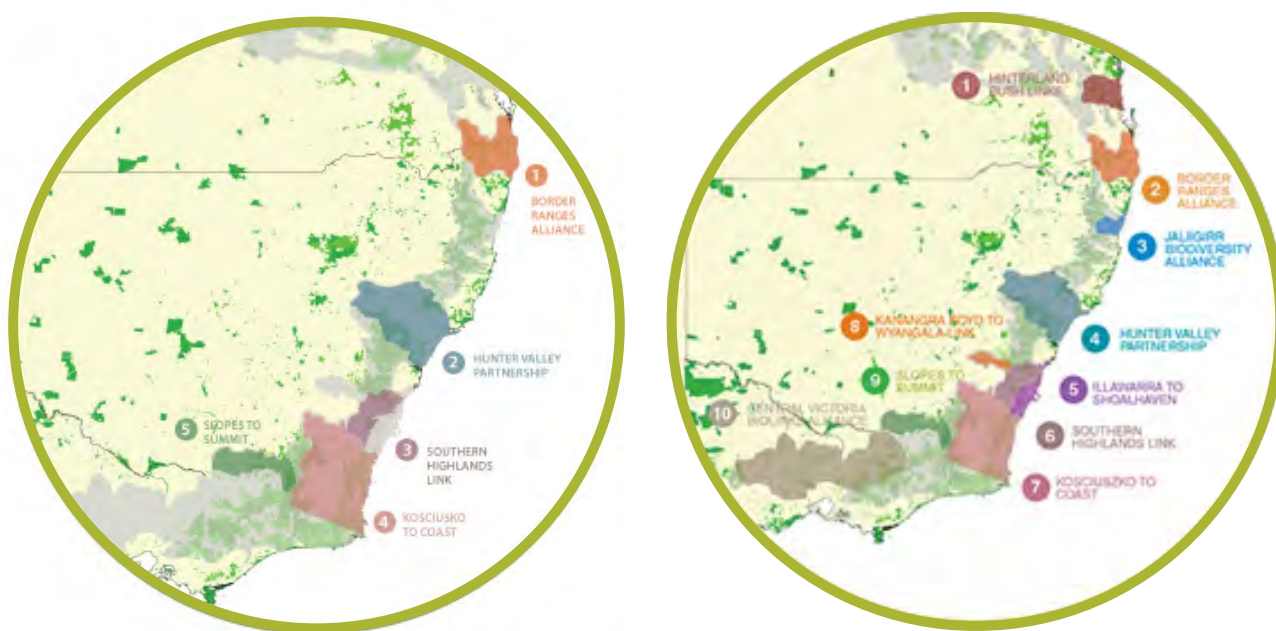 1
BORDER
RANGES
ALLIANCE
2
HUNTER VALLEY
PARTNERSHIP
3
SOUTHERN
HIGHLANDS
LINK
4
KOSCIUSKO
TO COAST
5
SLOPES TO
SUMMIT
1
HINTERLAND
BUSH LINKS
2
BORDER
RANGES
ALLIANCE
3
JALIIGIRR
BIODIVERSITY
ALLIANCE
4
HUNTER VALLEY
PARTNERSHIP
5
ILLAWARRA TO
SHOALHAVEN
6
SOUTHERN
HIGHLANDS LINK
7
KOSCIUSZKO TO
COAST
8
KANANGRA BOYD TO
WYANGALA LINK
9
SLOPES TO
SUMMIT
10
CENTRAL VICTORIA
BIOLINKS ALLIANCE